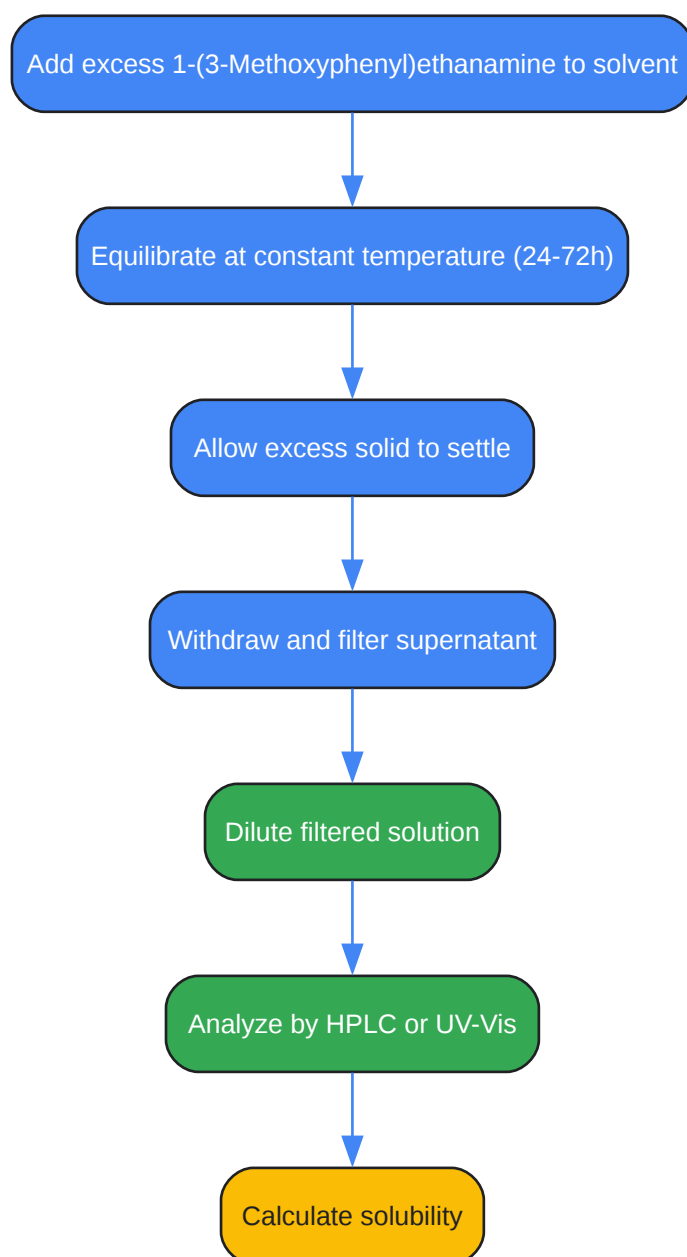 Add excess 1-(3-Methoxyphenyl)ethanamine to solvent
Equilibrate at constant temperature (24-72h)
Allow excess solid to settle
Withdraw and filter supernatant
Dilute filtered solution
Analyze by HPLC or UV-Vis
Calculate solubility